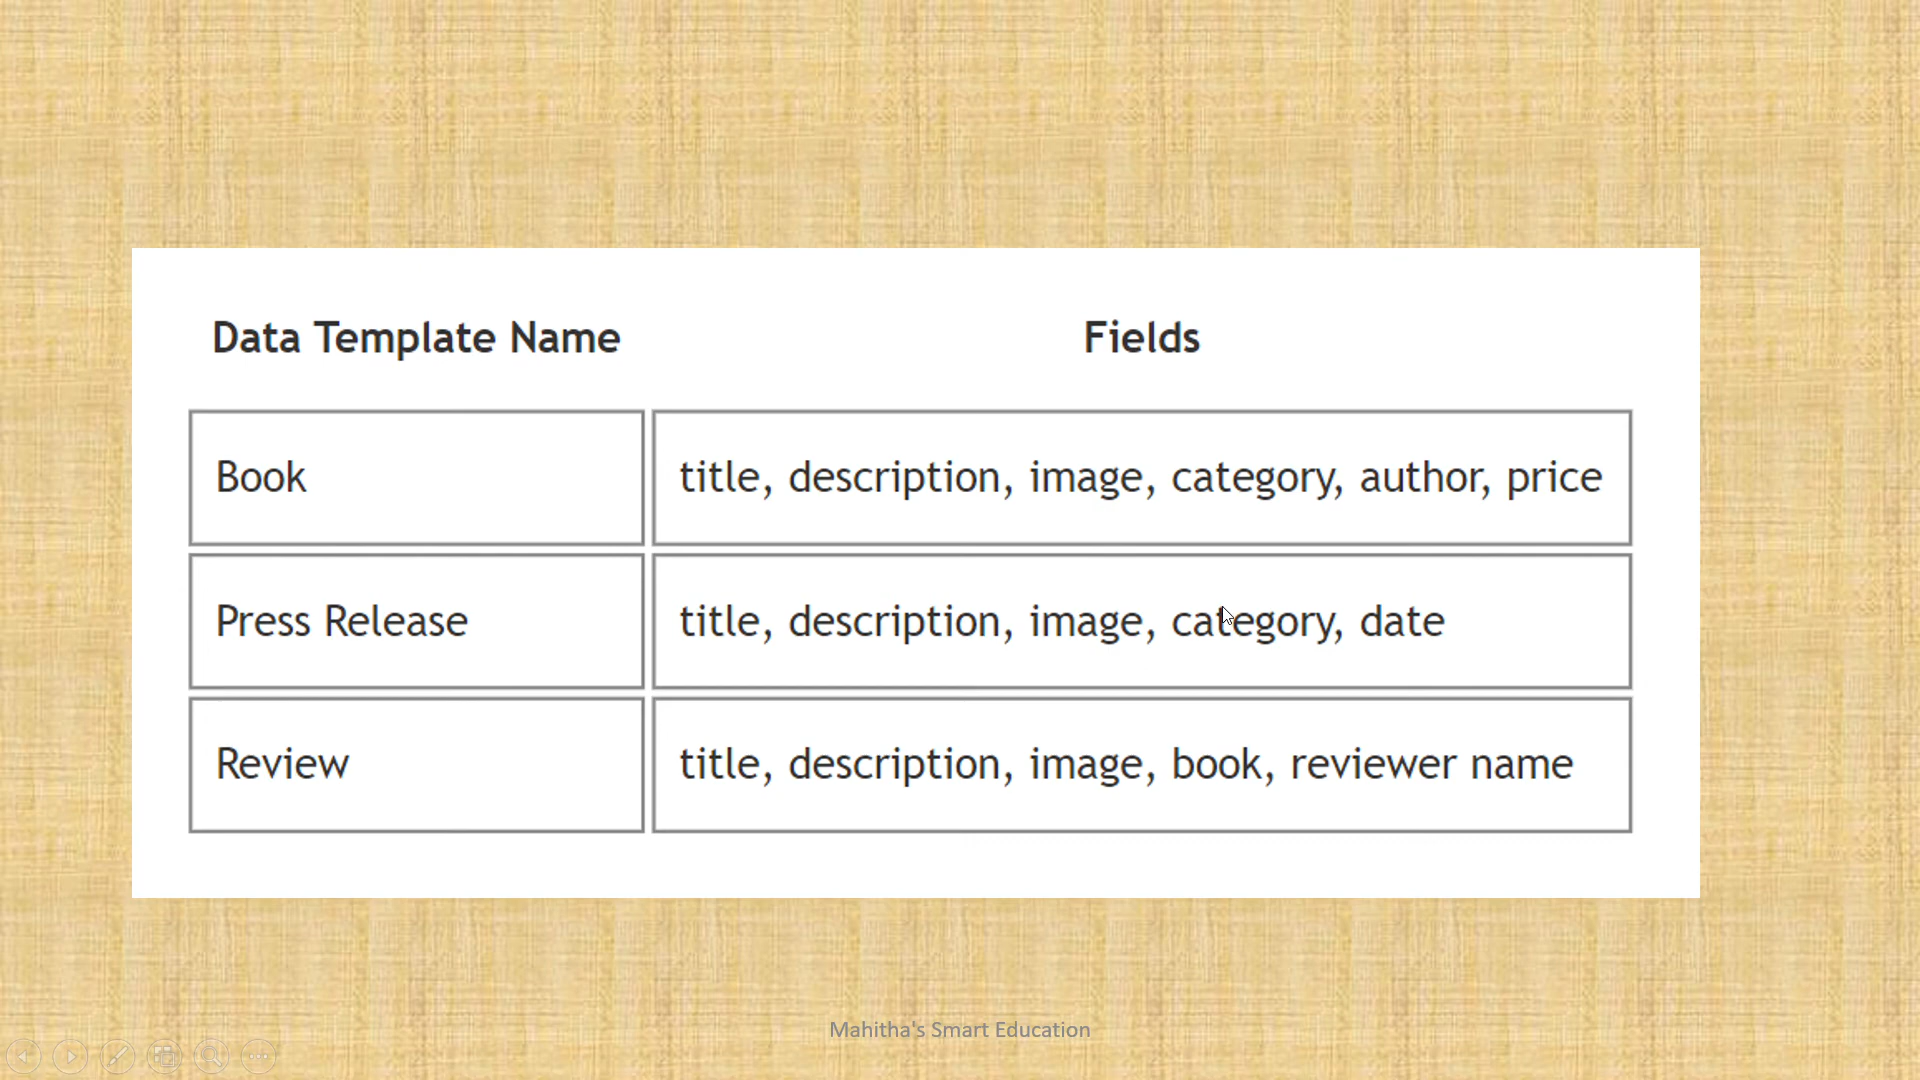 Data Template Name Fields
Book title, description, image, category, author, price
Press Release title, description, image, category, date
Review title, description, image, book, reviewer name
Mahitha's Smart Education